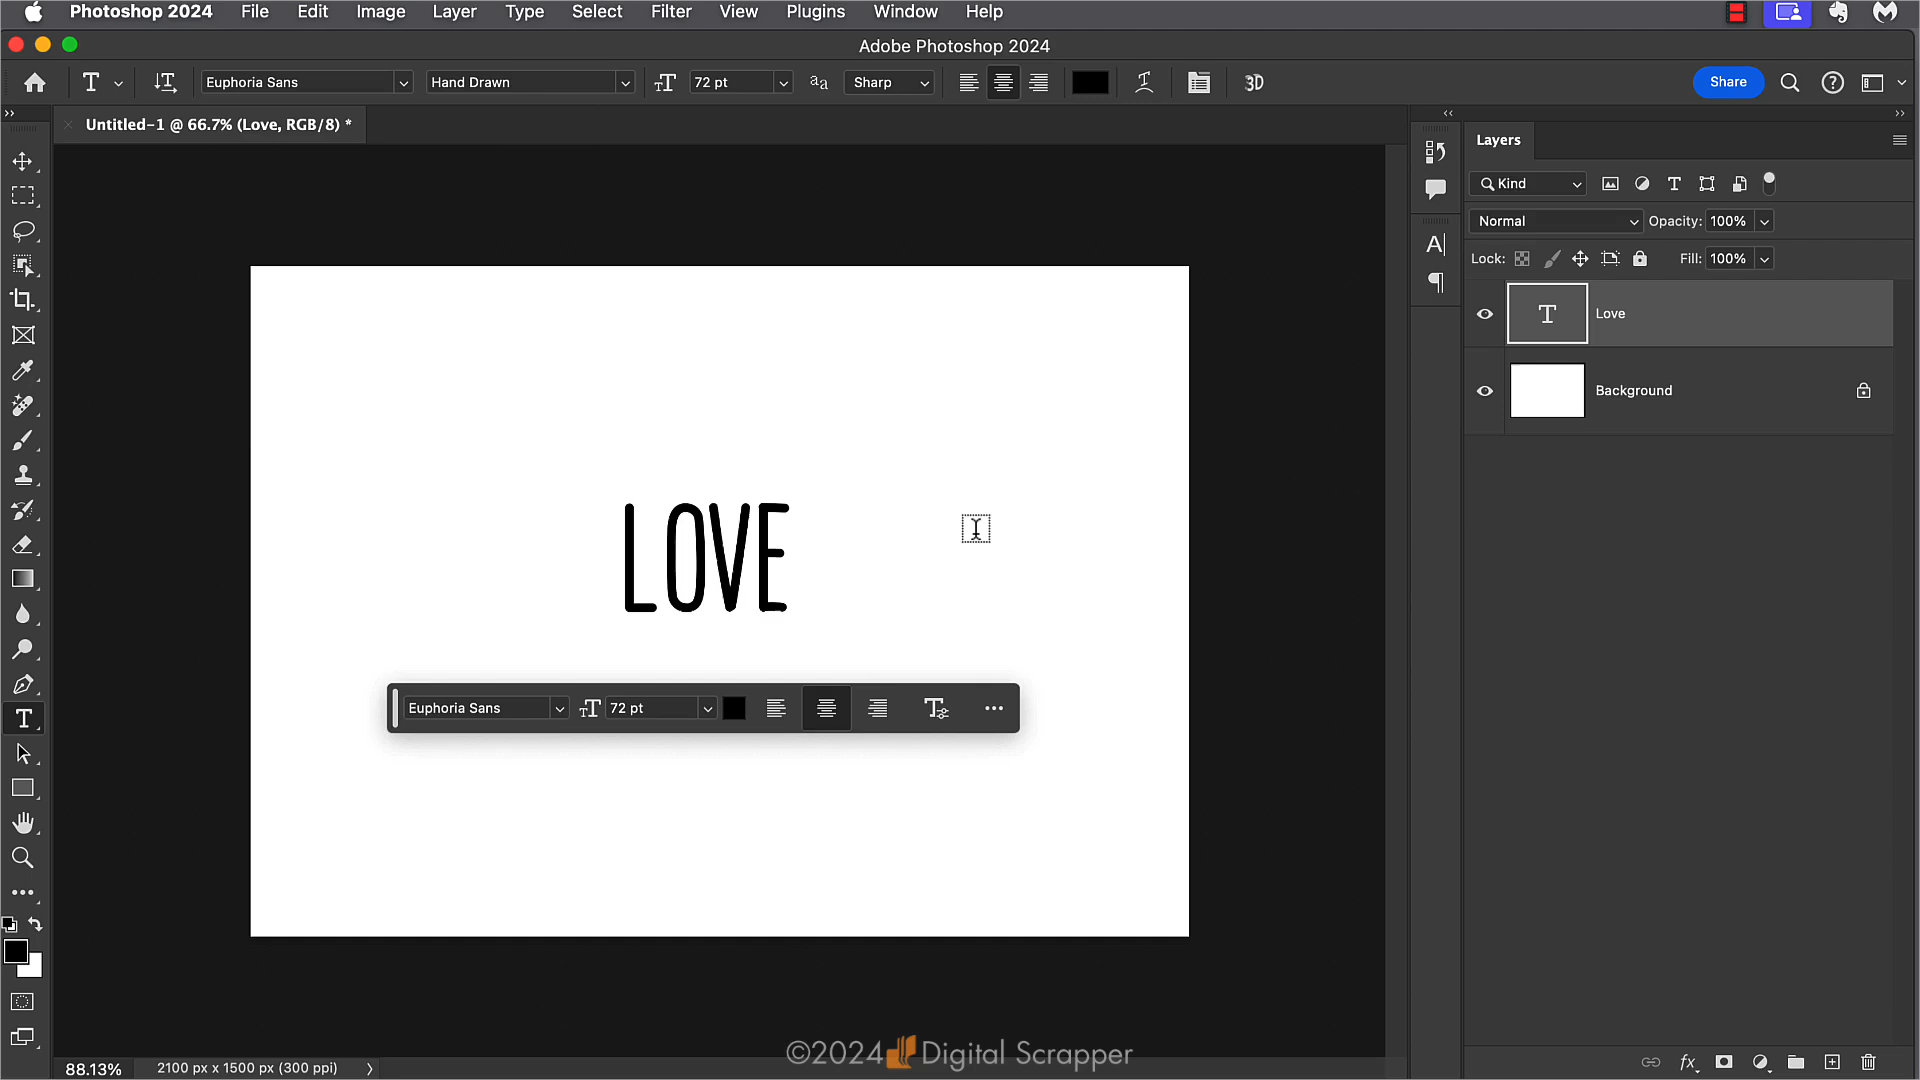 Photoshop 2024 File Edit Image Layer Type Select Filter View Plugins Window Help
Adobe Photoshop 2024
Euphoria Sans Hand Drawn 72 pt aa Sharp 3D Share
Untitled-1 @ 66.7% (Love, RGB/8) *
Layers
Kind
Normal Opacity: 100%
Lock: Fill: 100%
Love
Background
LOVE
Euphoria Sans 72 pt
©2024 Digital Scrapper
88.13% 2100 px x 1500 px (300 ppi)
fx